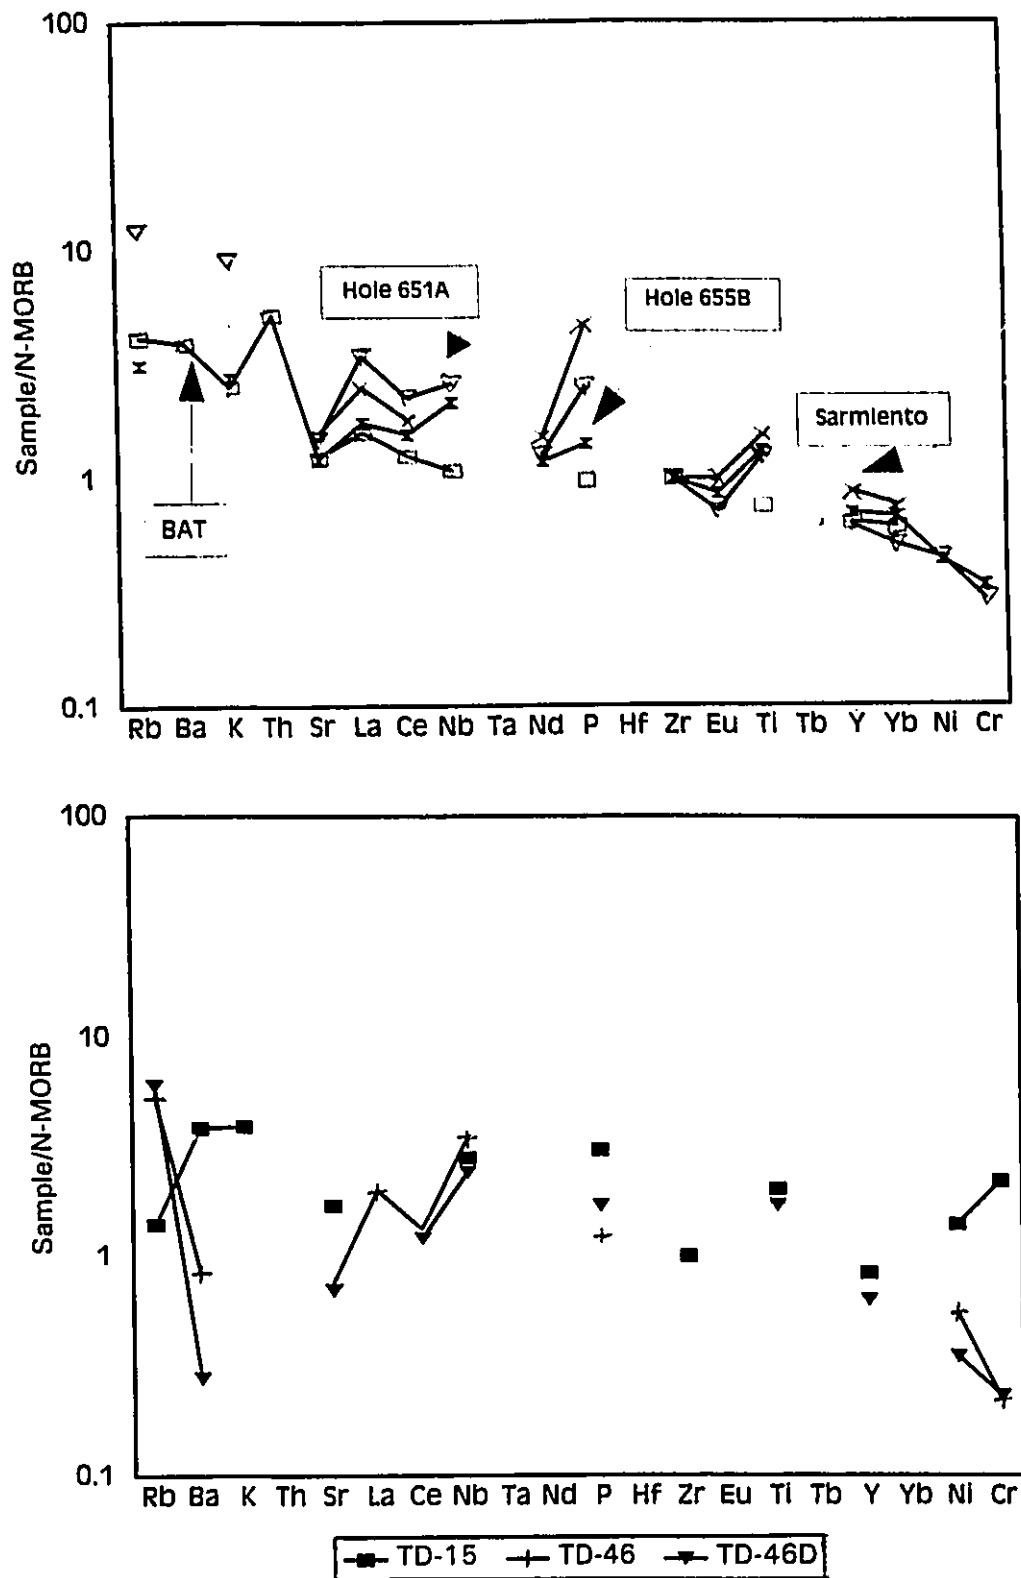 100
10
1
0.1
Sample/N-MORB
Hole 651A
Hole 655B
Sarmiento
BAT
Rb Ba K Th Sr La Ce Nb Ta Nd P Hf Zr Eu Ti Tb Y Yb Ni Cr
100
10
1
0.1
Sample/N-MORB
Rb Ba K Th Sr La Ce Nb Ta Nd P Hf Zr Eu Ti Tb Y Yb Ni Cr
TD-15 TD-46 TD-46D